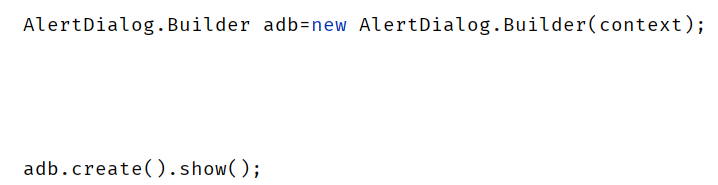 AlertDialog.Builder adb=new AlertDialog.Builder(context);
adb.create().show();